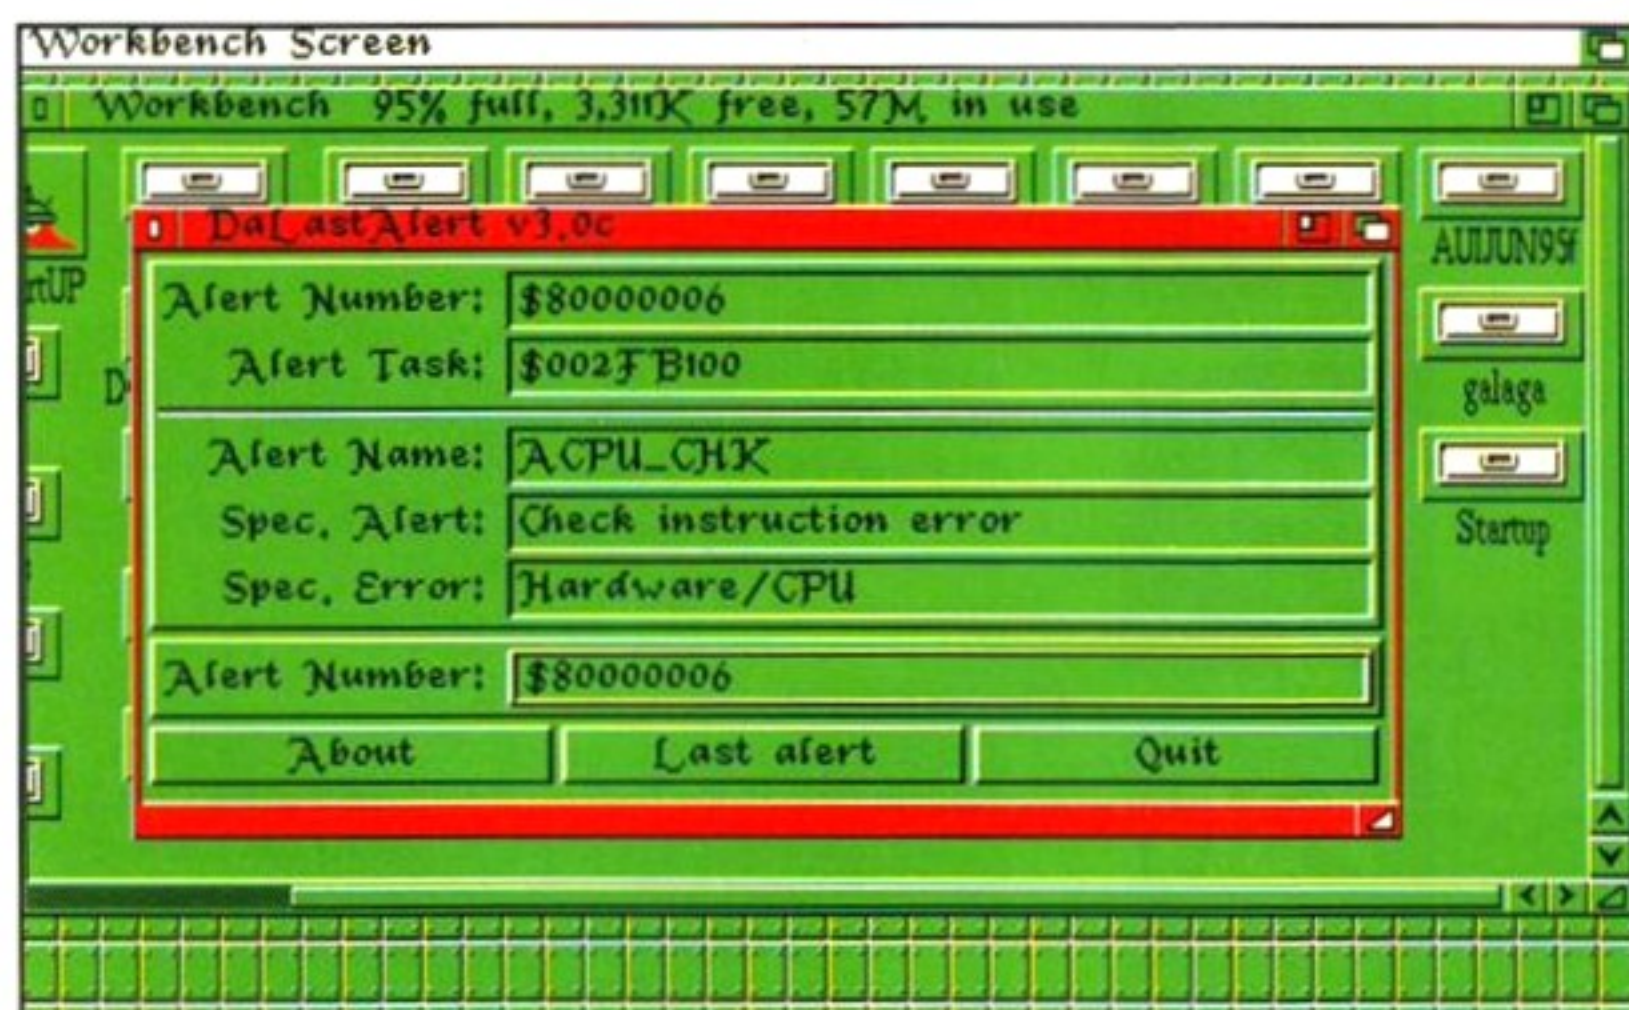 Workbench Screen
Workbench 95% full, 3,311K free, 57M in use
DaLastAlert v3.0c
Alert Number: $80000006
Alert Task: $002FB100
Alert Name: ACPU_CHK
Spec. Alert: Check instruction error
Spec. Error: Hardware/CPU
Alert Number: $80000006
About Last alert Quit
rtUP
AUIJUN95f
galaga
Startup